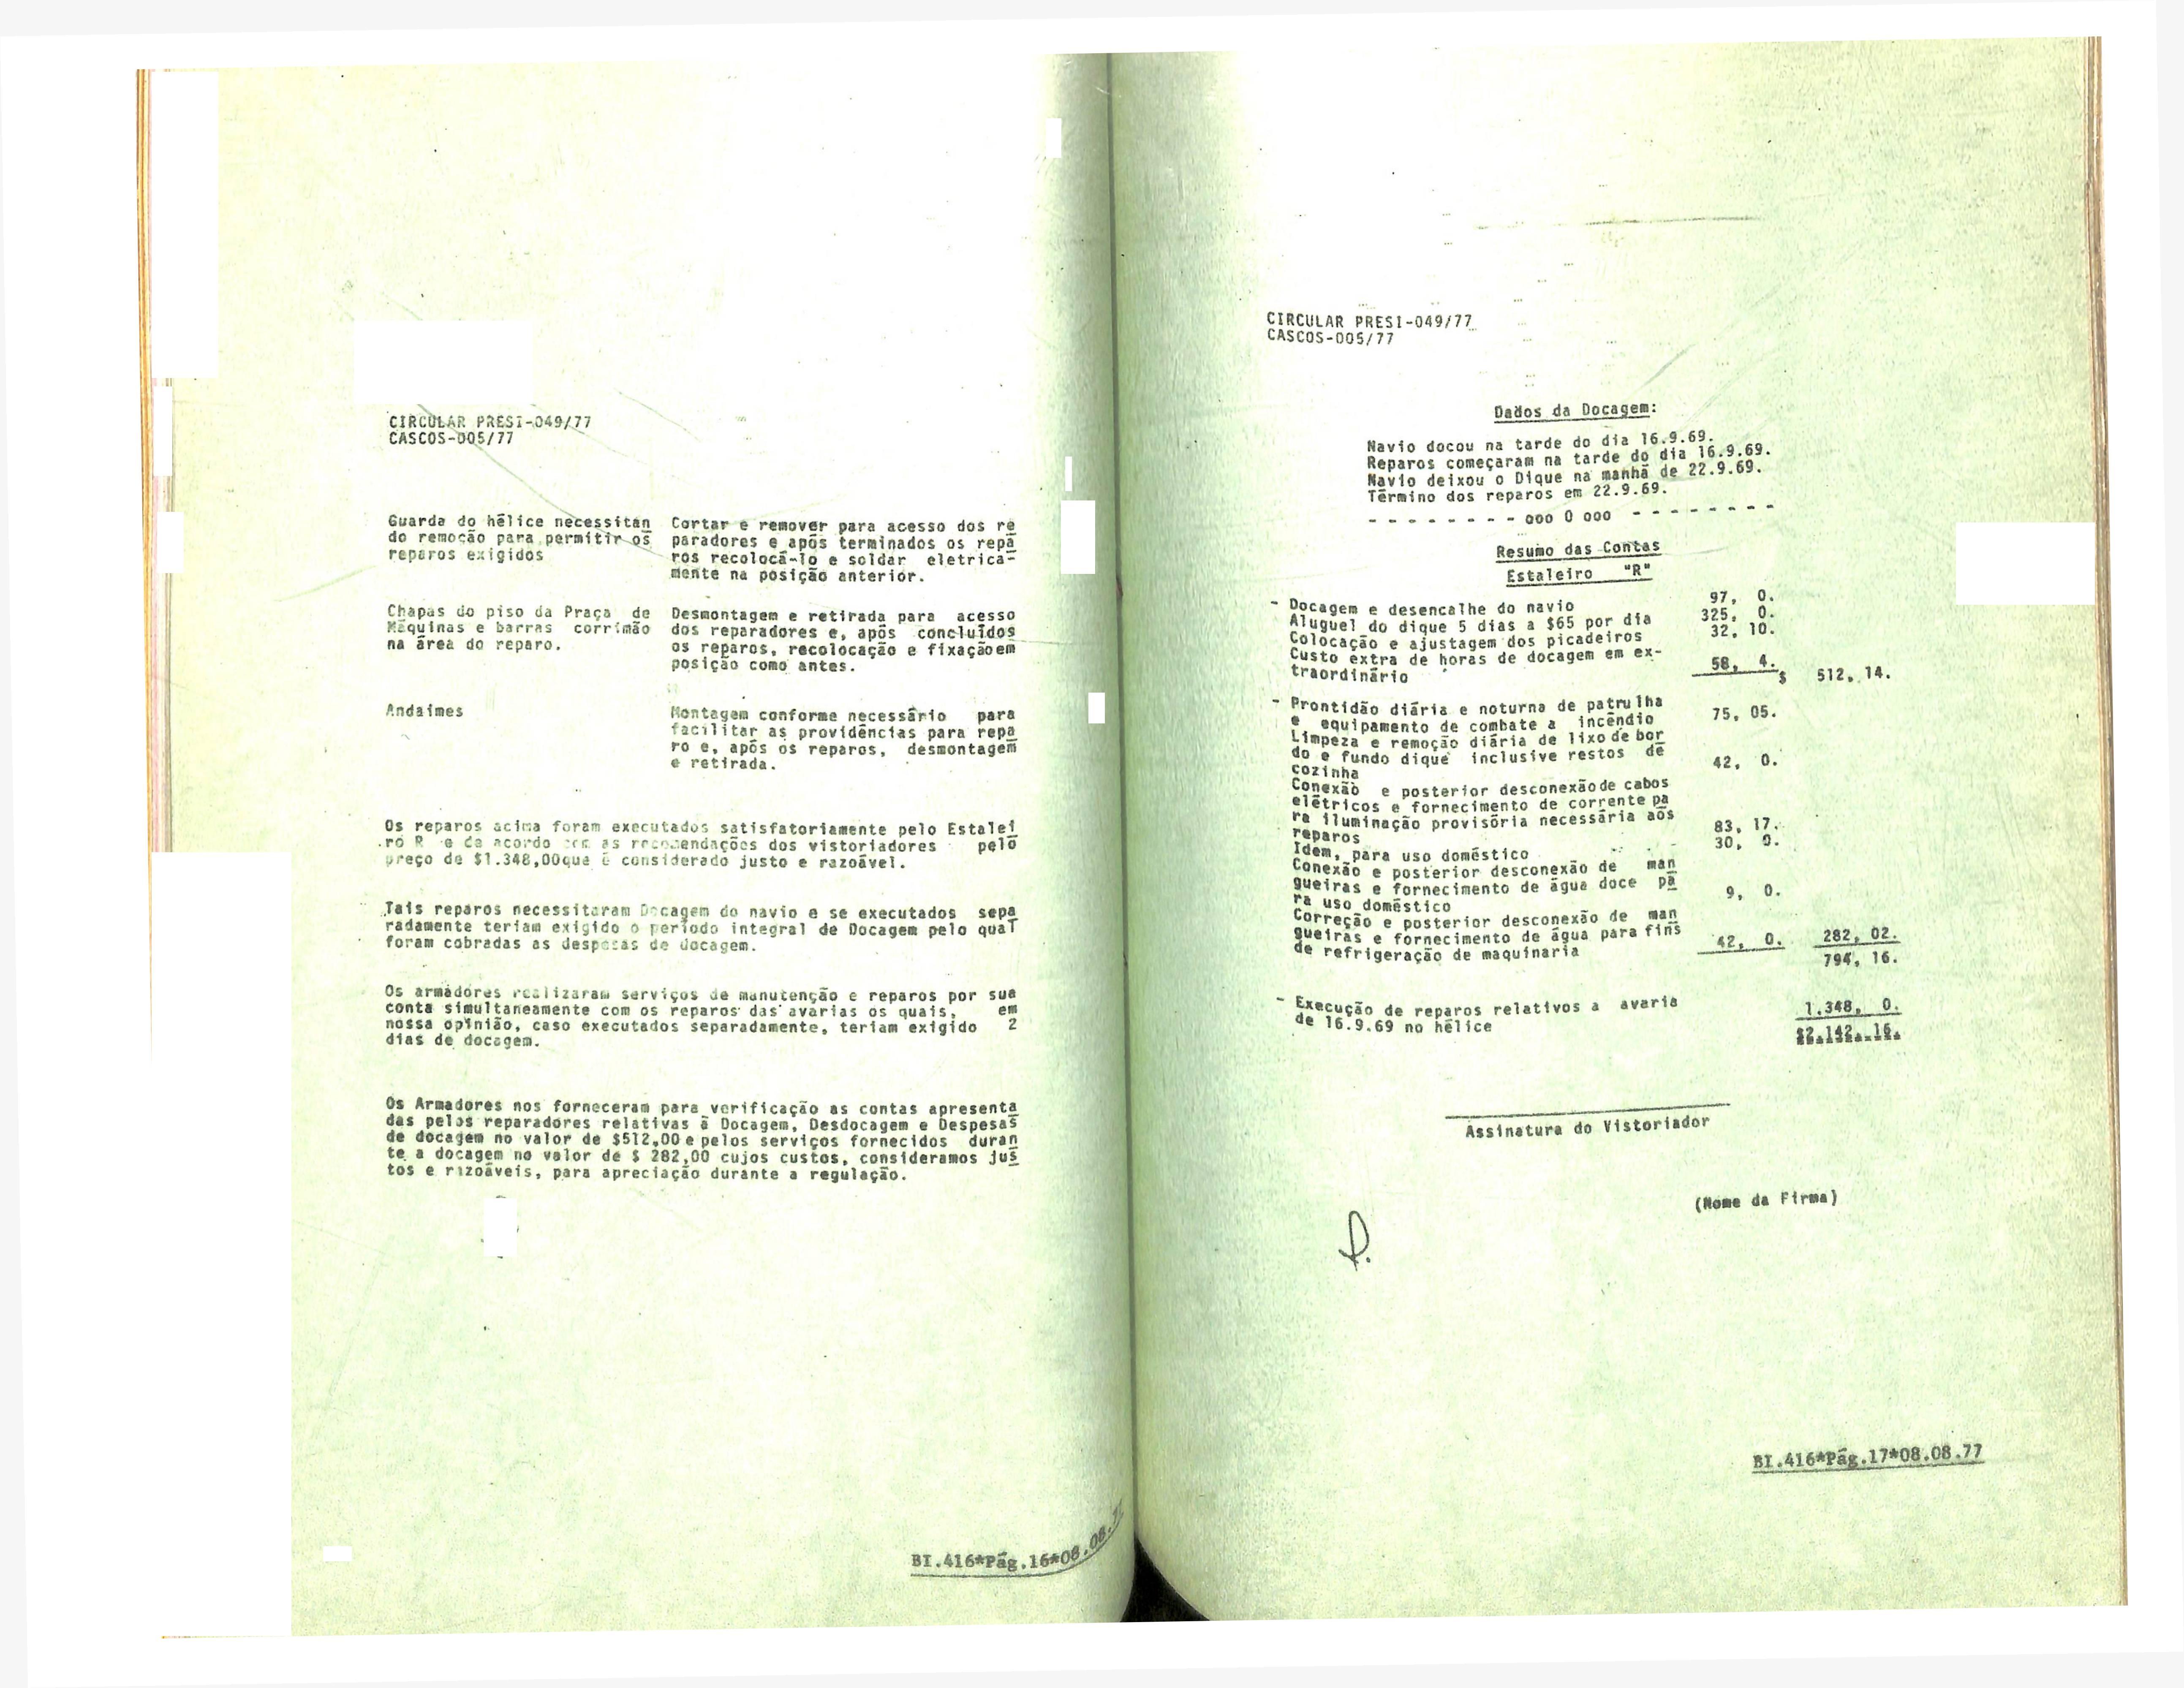 CIRCULAR PRESI-049/77
CASCOS-005/77
Guarda do hélice necessitan
do remoção para permitir os
reparos exigidos
Cortar e remover para acesso dos re
paradores e após terminados os repa
ros recolocá-lo e soldar eletrica-
mente na posição anterior.
Chapas do piso da Praça de
Máquinas e barras corrimão
na área do reparo.
Desmontagem e retirada para acesso
dos reparadores e, após concluídos
os reparos, recolocação e fixação em
posição como antes.
Andaimes
Montagem conforme necessário para
facilitar as providências para repa
ro e, após os reparos, desmontagem
e retirada.
Os reparos acima foram executados satisfatoriamente pelo Estalei
ro R e de acordo com as recomendações dos vistoriadores pelo
preço de $1.348,00 que é considerado justo e razoável.
Tais reparos necessitaram Docagem do navio e se executados sepa
radamente teriam exigido o período integral de Docagem pelo qual
foram cobradas as despesas de docagem.
Os armadores realizaram serviços de manutenção e reparos por sua
conta simultaneamente com os reparos das avarias os quais, em
nossa opinião, caso executados separadamente, teriam exigido 2
dias de docagem.
Os Armadores nos forneceram para verificação as contas apresenta
das pelos reparadores relativas à Docagem, Desdocagem e Despesas
de docagem no valor de $512,00 e pelos serviços fornecidos duran
te a docagem no valor de $ 282,00 cujos custos, consideramos jus
tos e razoáveis, para apreciação durante a regulação.
BI.416*Pág.16*08.08.7
CIRCULAR PRESI-049/77
CASCOS-005/77
Dados da Docagem:
Navio docou na tarde do dia 16.9.69.
Reparos começaram na tarde do dia 16.9.69.
Navio deixou o Dique na manhã de 22.9.69.
Término dos reparos em 22.9.69.
- - - - - - - - ooo 0 ooo - - - - - - - -
Resumo das Contas
Estaleiro "R"
- Docagem e desencalhe do navio 97, 0.
Aluguel do dique 5 dias a $65 por dia 325, 0.
Colocação e ajustagem dos picadeiros 32, 10.
Custo extra de horas de docagem em ex-
traordinário 58, 4. $ 512, 14.
- Prontidão diária e noturna de patrulha
e equipamento de combate a incêndio 75, 05.
Limpeza e remoção diária de lixo de bor
do e fundo dique inclusive restos de
cozinha 42, 0.
Conexão e posterior desconexão de cabos
elétricos e fornecimento de corrente pa
ra iluminação provisória necessária aos
reparos 83, 17.
Idem, para uso doméstico 30, 0.
Conexão e posterior desconexão de man
gueiras e fornecimento de água doce pa
ra uso doméstico 9, 0.
Correção e posterior desconexão de man
gueiras e fornecimento de água para fins
de refrigeração de maquinaria 42, 0. 282, 02.
794, 16.
- Execução de reparos relativos a avaria
de 16.9.69 no hélice 1.348, 0.
$2.142, 16.
Assinatura do Vistoriador
(Nome da Firma)
BI.416*Pág.17*08.08.77